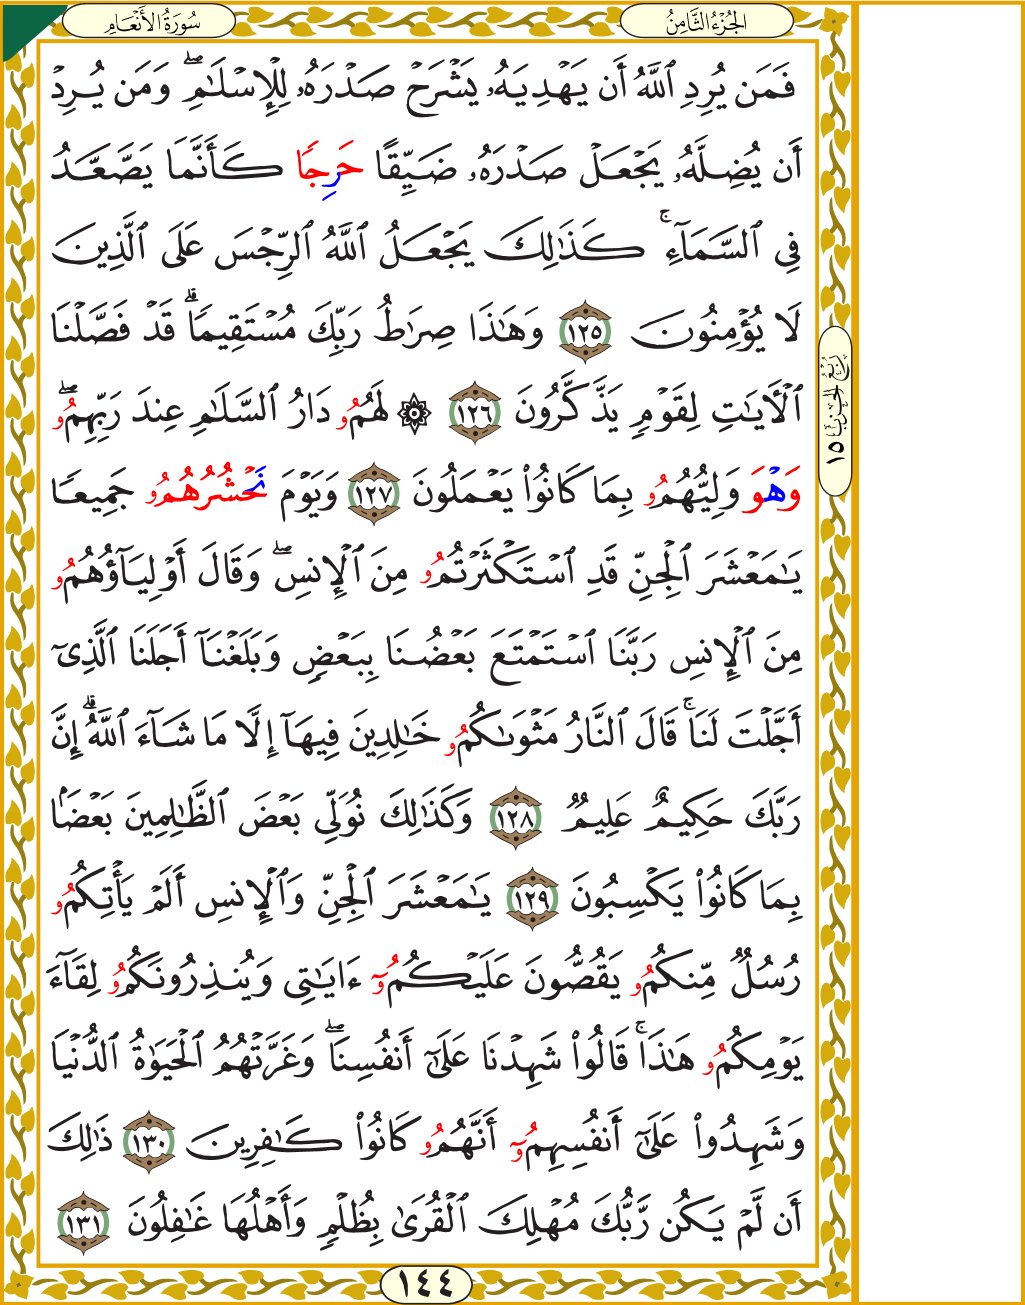 الجُزْءُ الثَّامِنُ
سُورَةُ الأَنْعَامِ
فَمَن يُرِدِ ٱللَّهُ أَن يَهْدِيَهُۥ يَشْرَحْ صَدْرَهُۥ لِلْإِسْلَٰمِۖ وَمَن يُرِدْ
أَن يُضِلَّهُۥ يَجْعَلْ صَدْرَهُۥ ضَيِّقًا حَرِجًا كَأَنَّمَا يَصَّعَّدُ
فِي ٱلسَّمَآءِۚ كَذَٰلِكَ يَجْعَلُ ٱللَّهُ ٱلرِّجْسَ عَلَى ٱلَّذِينَ
لَا يُؤْمِنُونَ ١٢٥ وَهَٰذَا صِرَٰطُ رَبِّكَ مُسْتَقِيمًاۗ قَدْ فَصَّلْنَا
ٱلْأٓيَٰتِ لِقَوْمٍ يَذَّكَّرُونَ ١٢٦ ۞ لَهُمُۥ دَارُ ٱلسَّلَٰمِ عِندَ رَبِّهِمُۥۖ
وَهْوَ وَلِيُّهُمُۥ بِمَا كَانُوا۟ يَعْمَلُونَ ١٢٧ وَيَوْمَ نَحْشُرُهُمُۥ جَمِيعًا
يَٰمَعْشَرَ ٱلْجِنِّ قَدِ ٱسْتَكْثَرْتُمُۥ مِنَ ٱلْإِنسِۖ وَقَالَ أَوْلِيَآؤُهُمُۥ
مِنَ ٱلْإِنسِ رَبَّنَا ٱسْتَمْتَعَ بَعْضُنَا بِبَعْضٍ وَبَلَغْنَآ أَجَلَنَا ٱلَّذِىٓ
أَجَّلْتَ لَنَاۚ قَالَ ٱلنَّارُ مَثْوَىٰكُمُۥ خَٰلِدِينَ فِيهَآ إِلَّا مَا شَآءَ ٱللَّهُۗ إِنَّ
رَبَّكَ حَكِيمٌ عَلِيمٌ ١٢٨ وَكَذَٰلِكَ نُوَلِّي بَعْضَ ٱلظَّٰلِمِينَ بَعْضًۢا
بِمَا كَانُوا۟ يَكْسِبُونَ ١٢٩ يَٰمَعْشَرَ ٱلْجِنِّ وَٱلْإِنسِ أَلَمْ يَأْتِكُمُۥ
رُسُلٌ مِّنكُمُۥ يَقُصُّونَ عَلَيْكُمُۥٓ ءَايَٰتِى وَيُنذِرُونَكُمُۥ لِقَآءَ
يَوْمِكُمُۥ هَٰذَاۚ قَالُوا۟ شَهِدْنَا عَلَىٰٓ أَنفُسِنَاۖ وَغَرَّتْهُمُ ٱلْحَيَوٰةُ ٱلدُّنْيَا
وَشَهِدُوا۟ عَلَىٰٓ أَنفُسِهِمُۥٓ أَنَّهُمُۥ كَانُوا۟ كَٰفِرِينَ ١٣٠ ذَٰلِكَ
أَن لَّمْ يَكُن رَّبُّكَ مُهْلِكَ ٱلْقُرَىٰ بِظُلْمٍ وَأَهْلُهَا غَٰفِلُونَ ١٣١
رُبْعُ الحِزْبِ ١٥
١٤٤